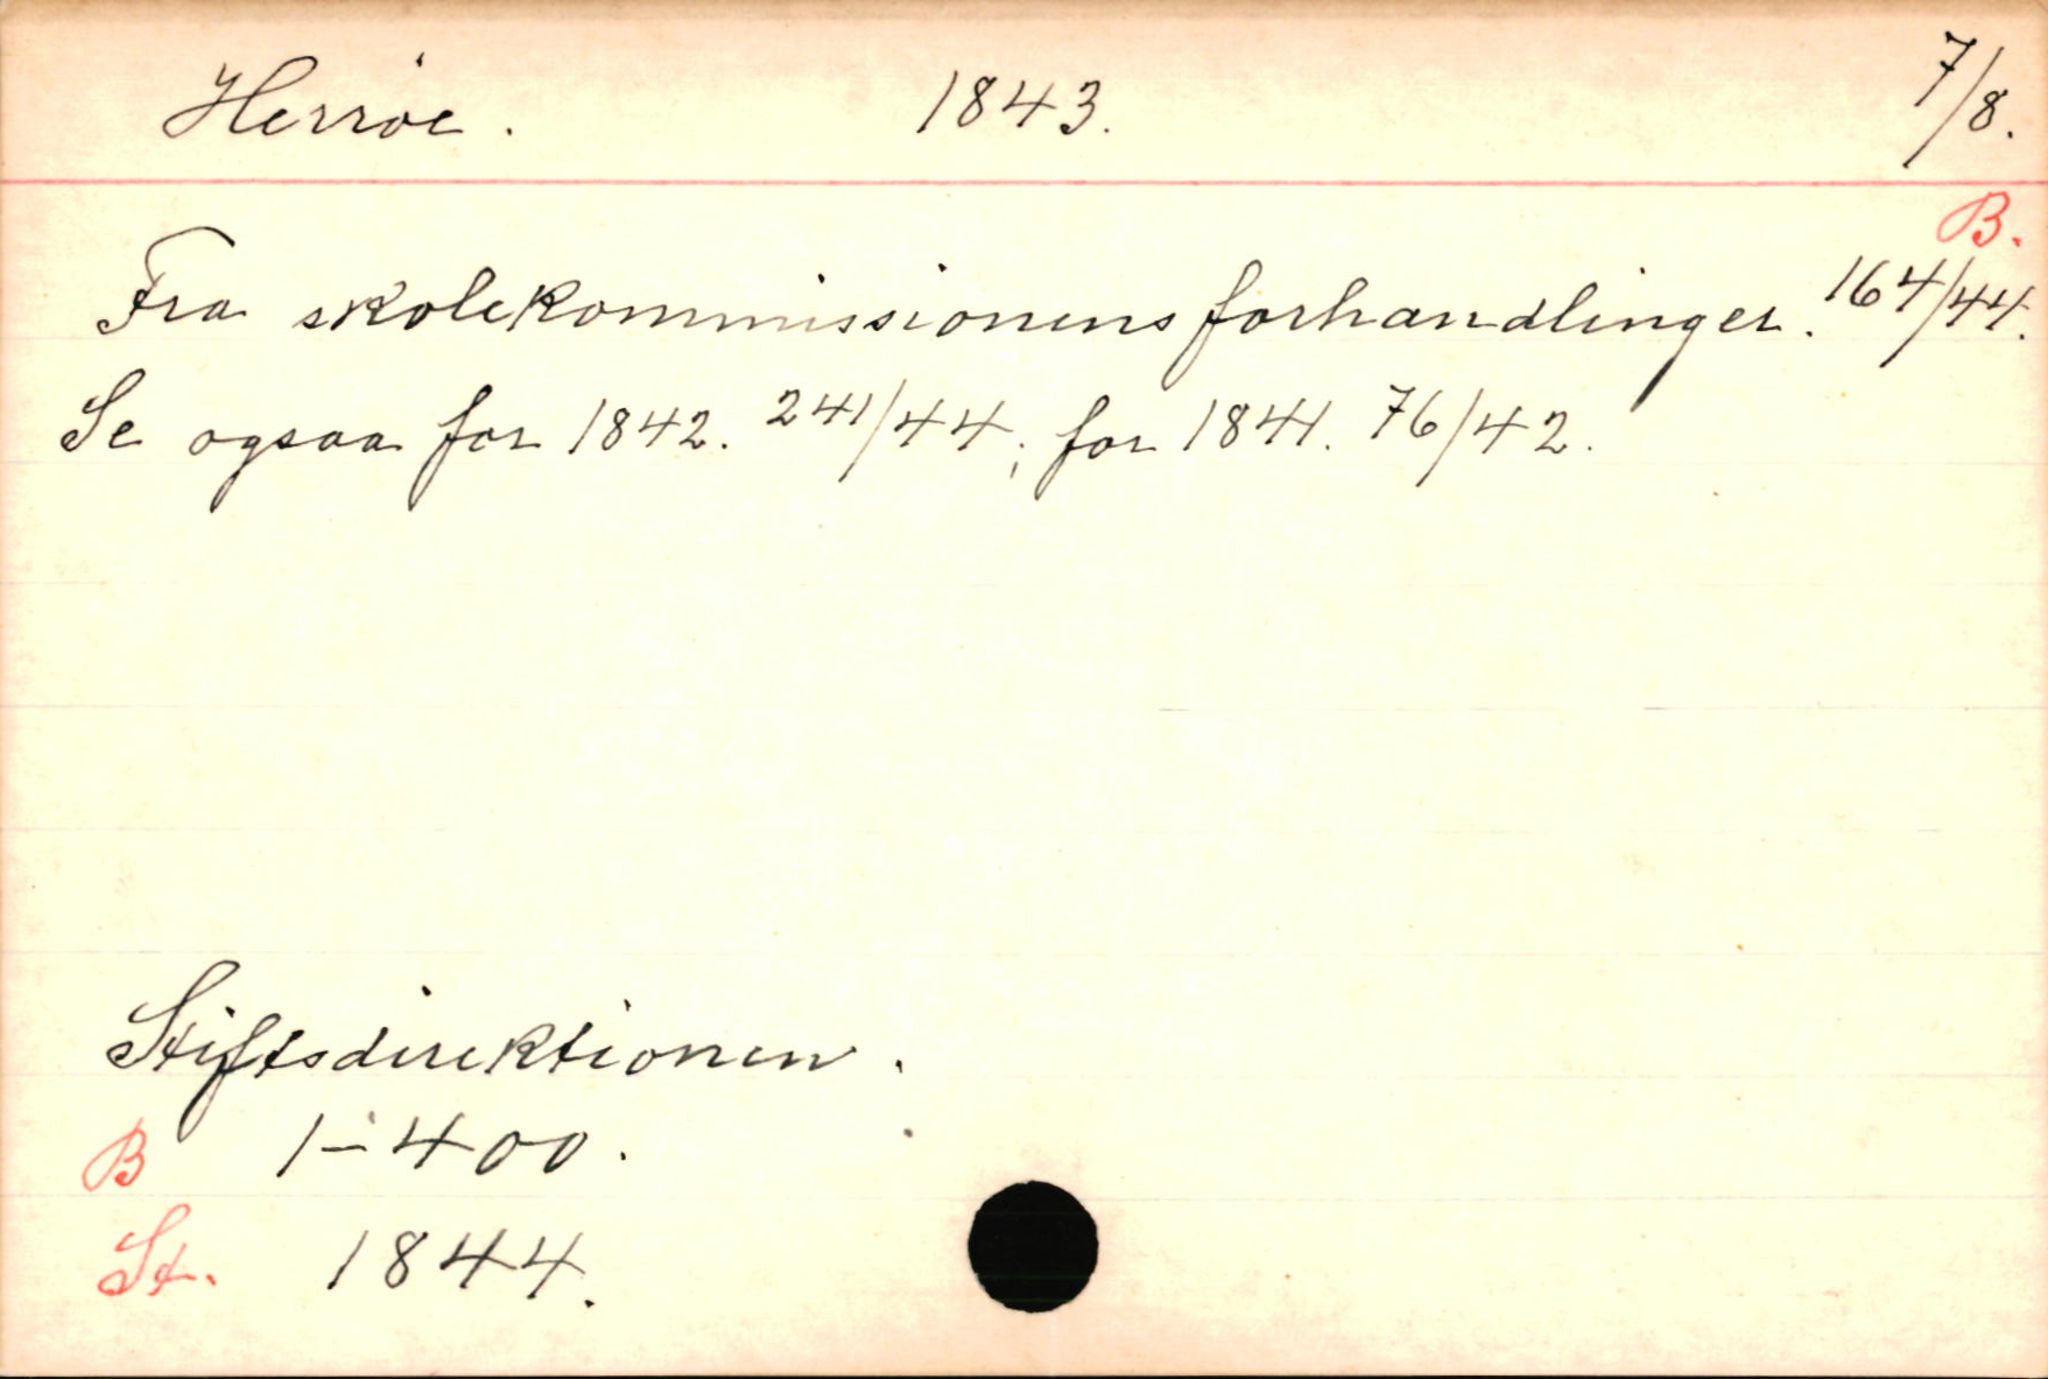 Herröe. 1843. 7/8.
B.
Fra skolekommissionens forhandlinger. 164/44.
Se ogsaa for 1842. 241/44; for 1841. 76/42.
Stiftsdirektionen.
B 1-400.
St. 1844.